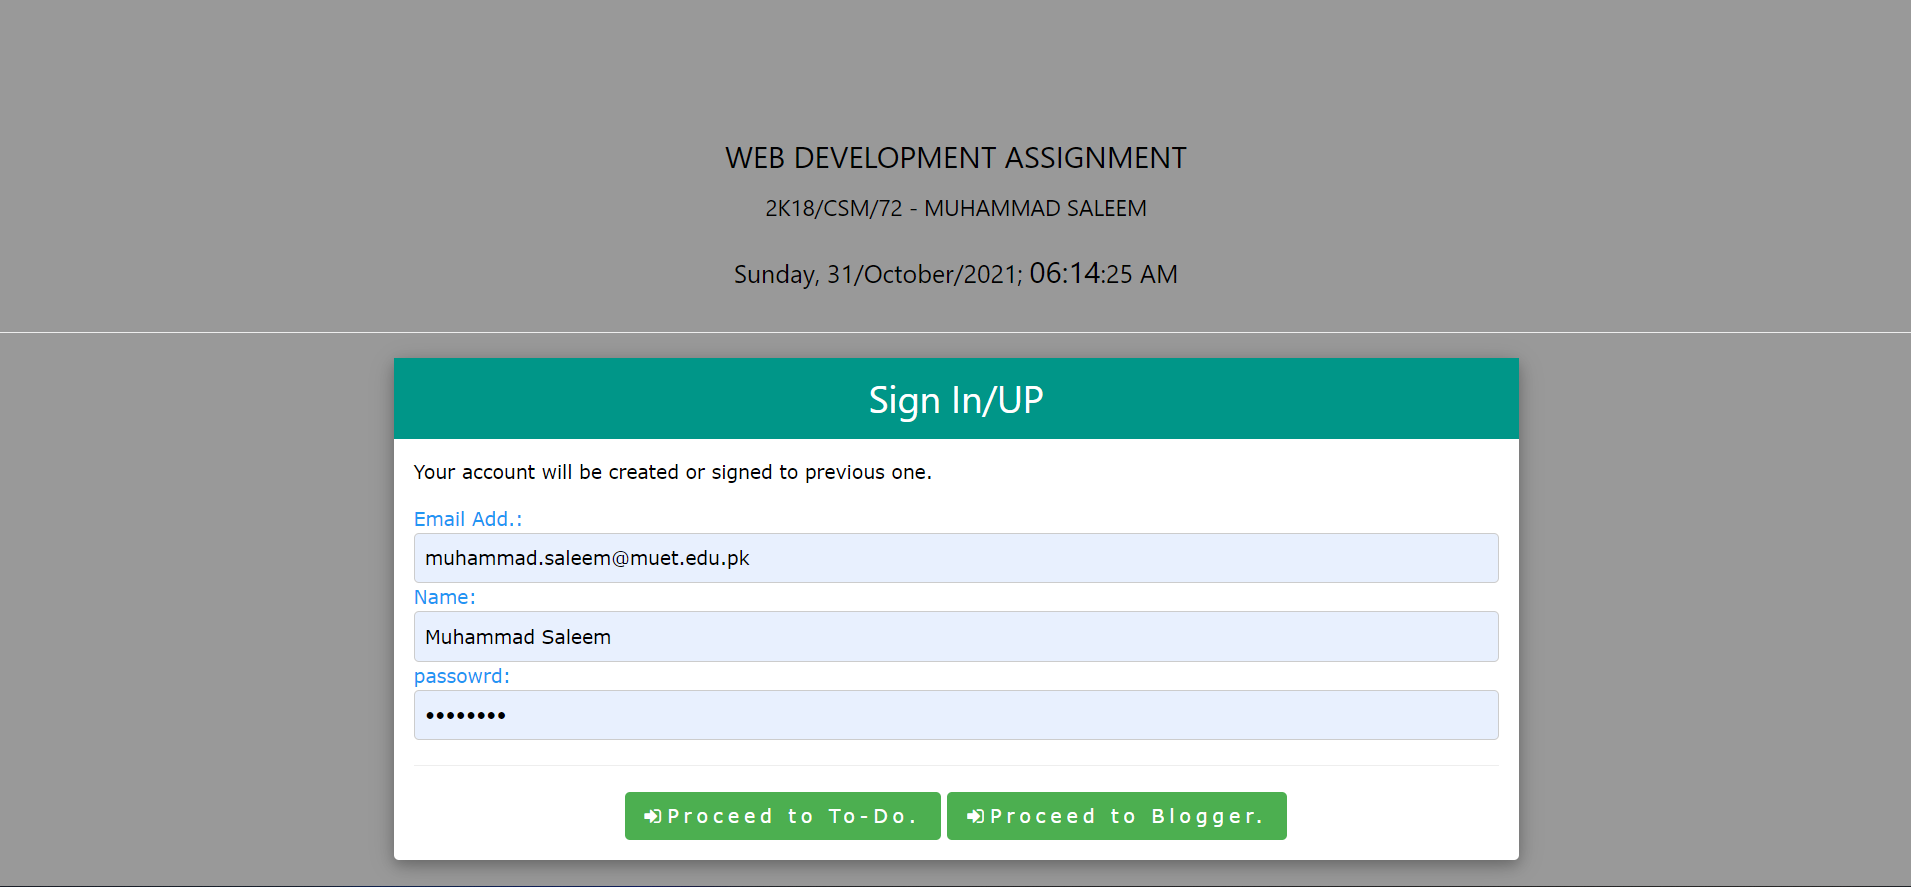 WEB DEVELOPMENT ASSIGNMENT
2K18/CSM/72 - MUHAMMAD SALEEM
Sunday, 31/October/2021; 06:14:25 AM
Sign In/UP
Your account will be created or signed to previous one.
Email Add.:
muhammad.saleem@muet.edu.pk
Name:
Muhammad Saleem
passowrd:
••••••••
Proceed to To-Do. Proceed to Blogger.